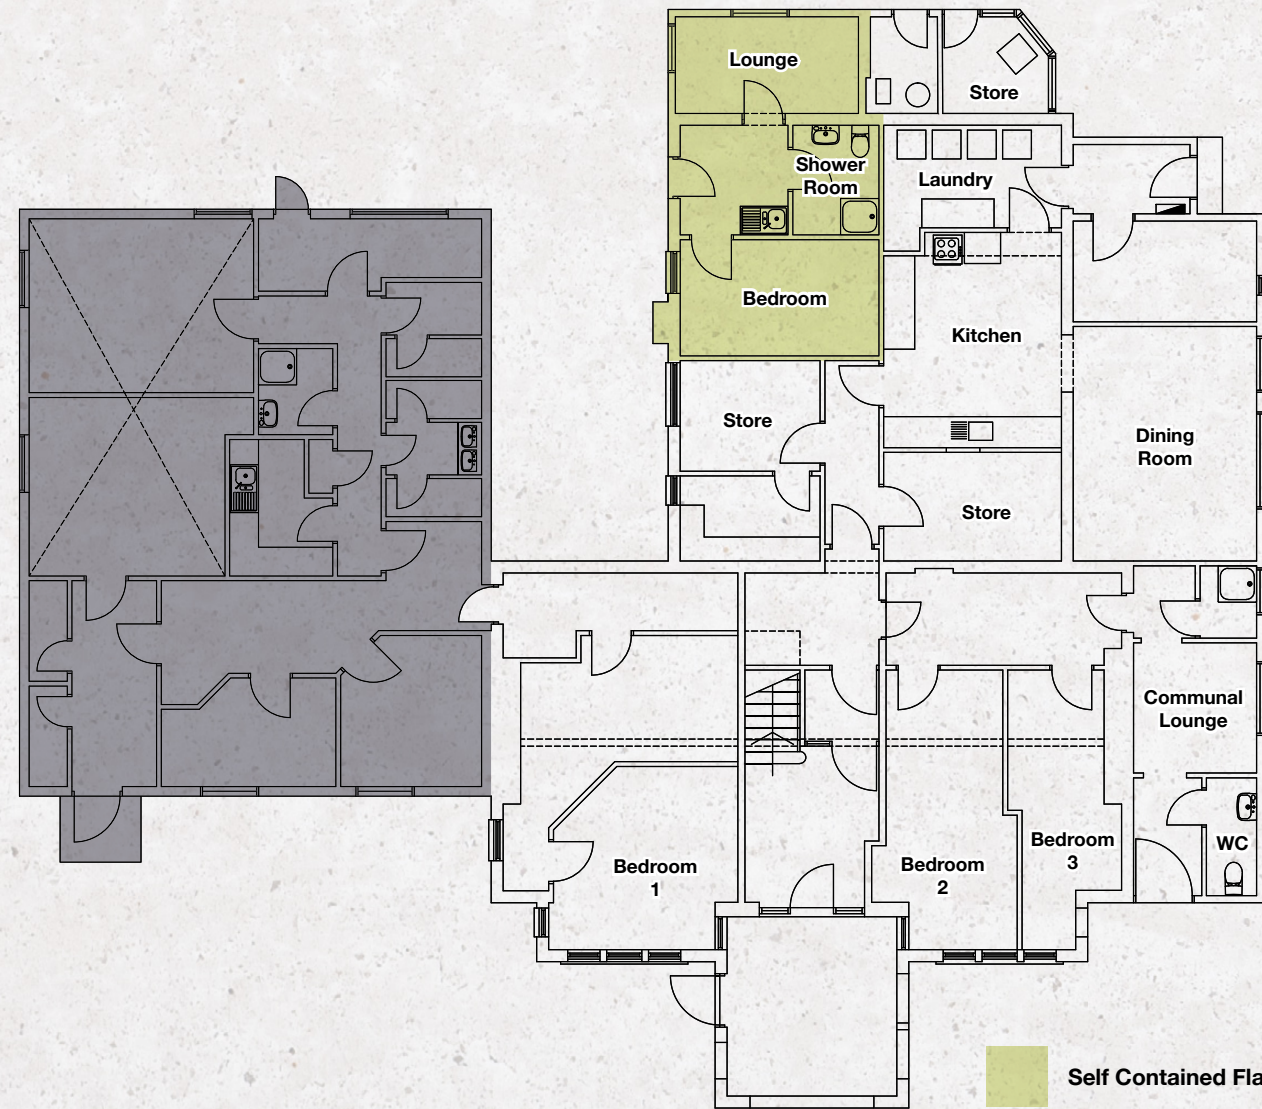 Lounge
Store
Shower
Room
Laundry
Bedroom
Kitchen
Store
Dining
Room
Store
Communal
Lounge
Bedroom
1
Bedroom
2
Bedroom
3
WC
Self Contained